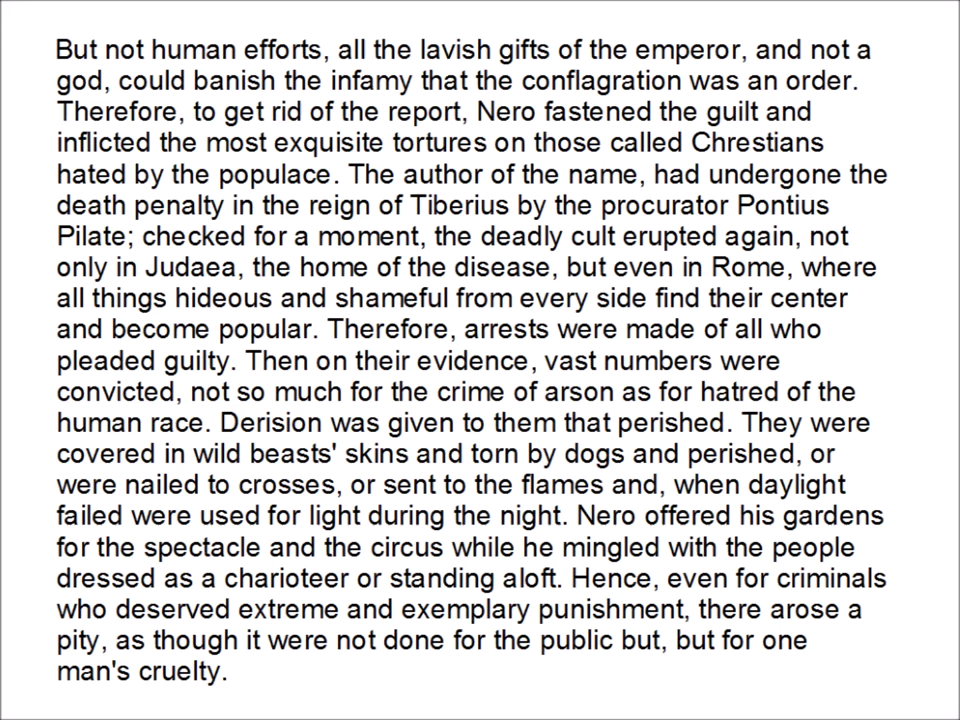 But not human efforts, all the lavish gifts of the emperor, and not a
god, could banish the infamy that the conflagration was an order.
Therefore, to get rid of the report, Nero fastened the guilt and
inflicted the most exquisite tortures on those called Chrestians
hated by the populace. The author of the name, had undergone the
death penalty in the reign of Tiberius by the procurator Pontius
Pilate; checked for a moment, the deadly cult erupted again, not
only in Judaea, the home of the disease, but even in Rome, where
all things hideous and shameful from every side find their center
and become popular. Therefore, arrests were made of all who
pleaded guilty. Then on their evidence, vast numbers were
convicted, not so much for the crime of arson as for hatred of the
human race. Derision was given to them that perished. They were
covered in wild beasts' skins and torn by dogs and perished, or
were nailed to crosses, or sent to the flames and, when daylight
failed were used for light during the night. Nero offered his gardens
for the spectacle and the circus while he mingled with the people
dressed as a charioteer or standing aloft. Hence, even for criminals
who deserved extreme and exemplary punishment, there arose a
pity, as though it were not done for the public but, but for one
man's cruelty.